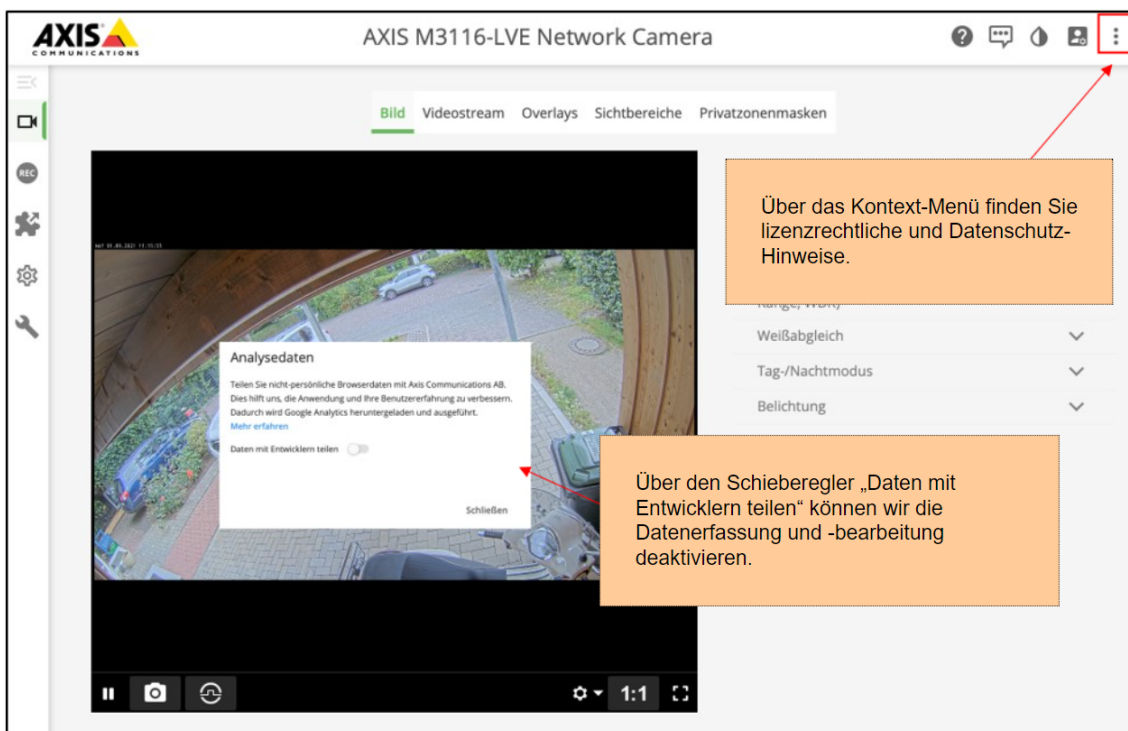 AXIS
COMMUNICATIONS
AXIS M3116-LVE Network Camera
Bild Videostream Overlays Sichtbereiche Privatzonenmasken
REC
Über das Kontext-Menü finden Sie
lizenzrechtliche und Datenschutz-
Hinweise.
Range, WDR)
Weißabgleich
Tag-/Nachtmodus
Belichtung
Analysedaten
Teilen Sie nicht-persönliche Browserdaten mit Axis Communications AB.
Dies hilft uns, die Anwendung und Ihre Benutzererfahrung zu verbessern.
Dadurch wird Google Analytics heruntergeladen und ausgeführt.
Mehr erfahren
Daten mit Entwicklern teilen
Schließen
Über den Schieberegler „Daten mit
Entwicklern teilen“ können wir die
Datenerfassung und -bearbeitung
deaktivieren.
1:1